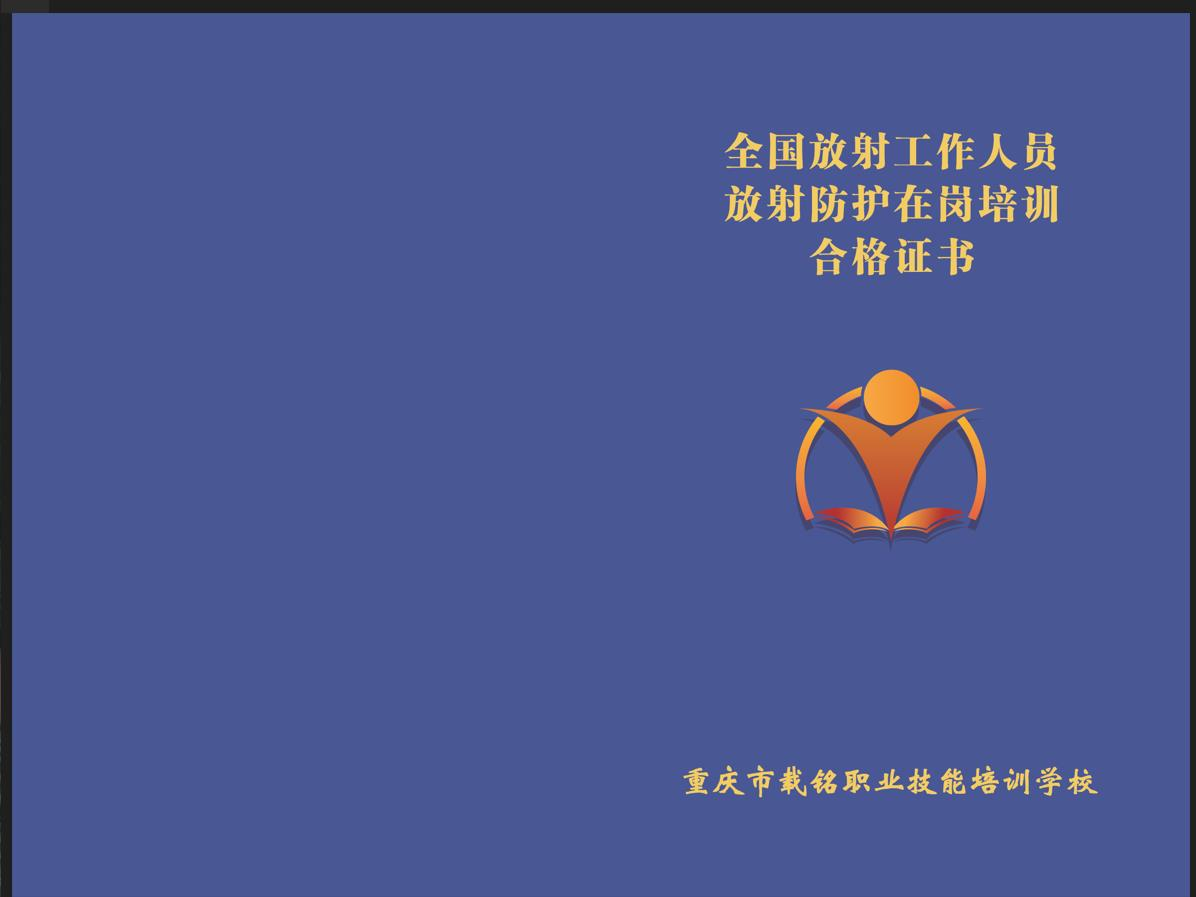 全国放射工作人员
放射防护在岗培训
合格证书
重庆市载铭职业技能培训学校